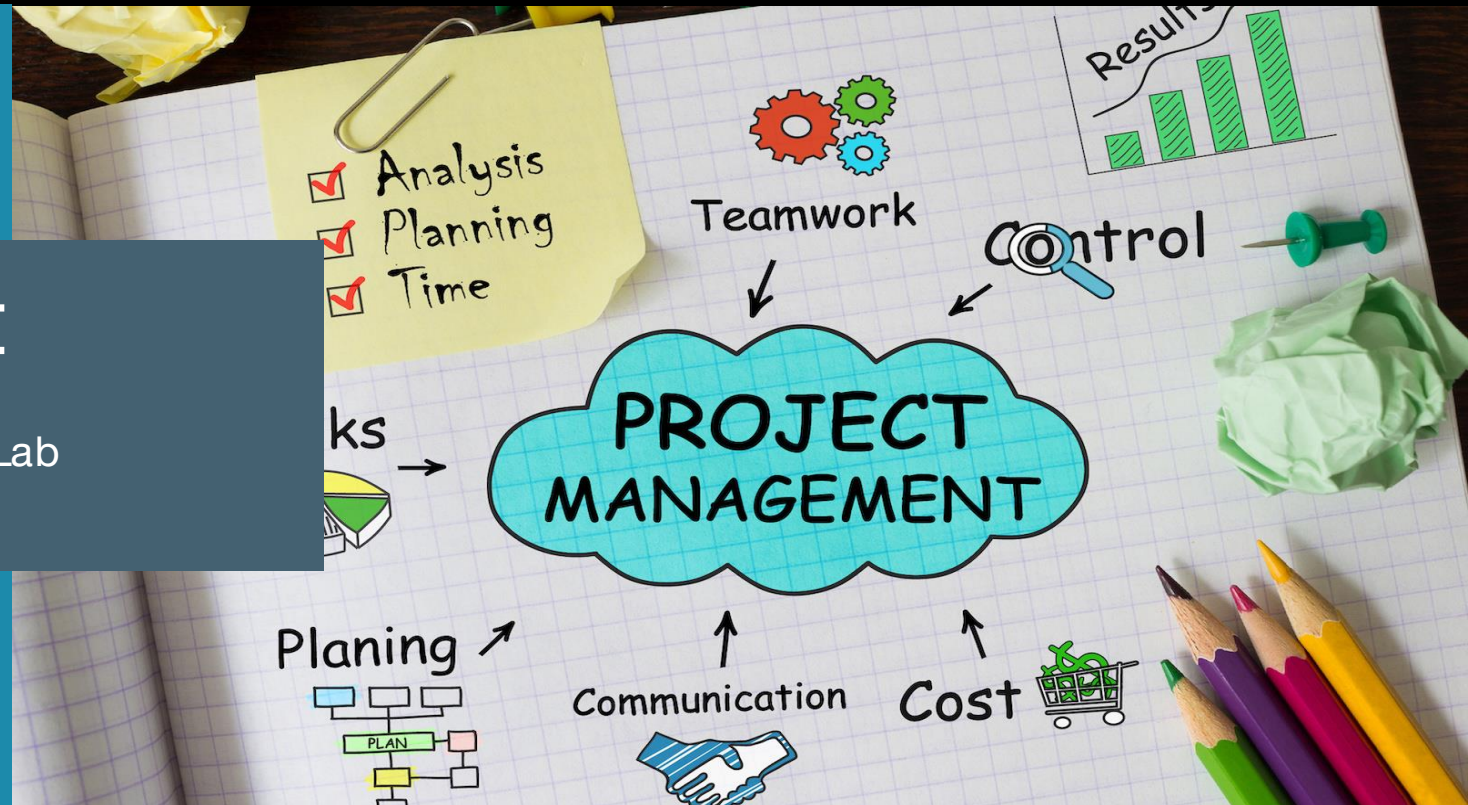 Results
Analysis
Planning
Time
Teamwork
Control
Lab
ks
PROJECT
MANAGEMENT
Planing
Communication
Cost
PLAN